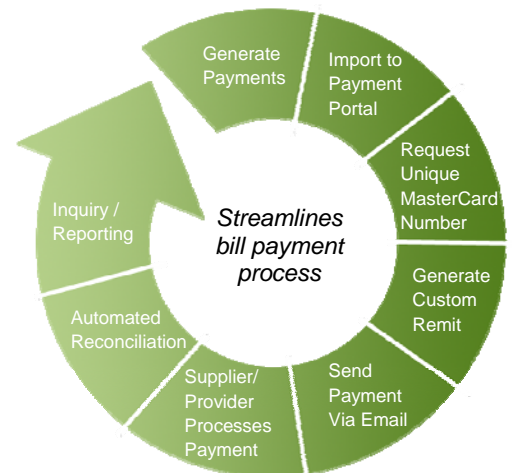 Generate
Payments
Import to
Payment
Portal
Request
Unique
MasterCard
Number
Generate
Custom
Remit
Send
Payment
Via Email
Supplier/
Provider
Processes
Payment
Automated
Reconciliation
Inquiry /
Reporting
Streamlines
bill payment
process